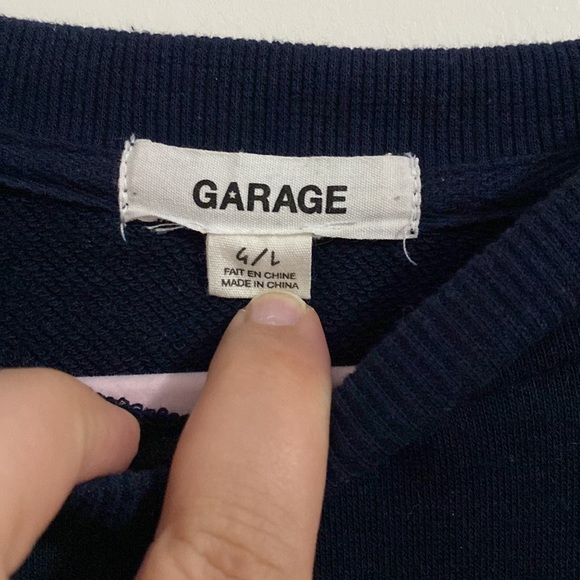 GARAGE
G/L
FAIT EN CHINE
MADE IN CHINA